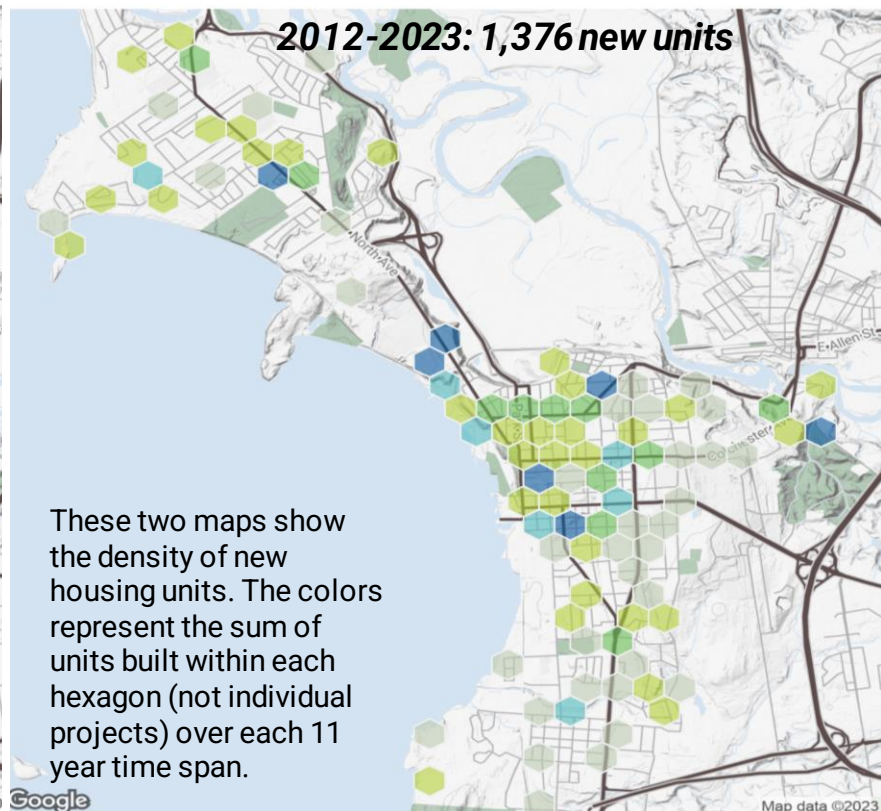 2012-2023: 1,376 new units
North Ave
E Allen St
Colchester Ave
These two maps show
the density of new
housing units. The colors
represent the sum of
units built within each
hexagon (not individual
projects) over each 11
year time span.
Google
Map data ©2023